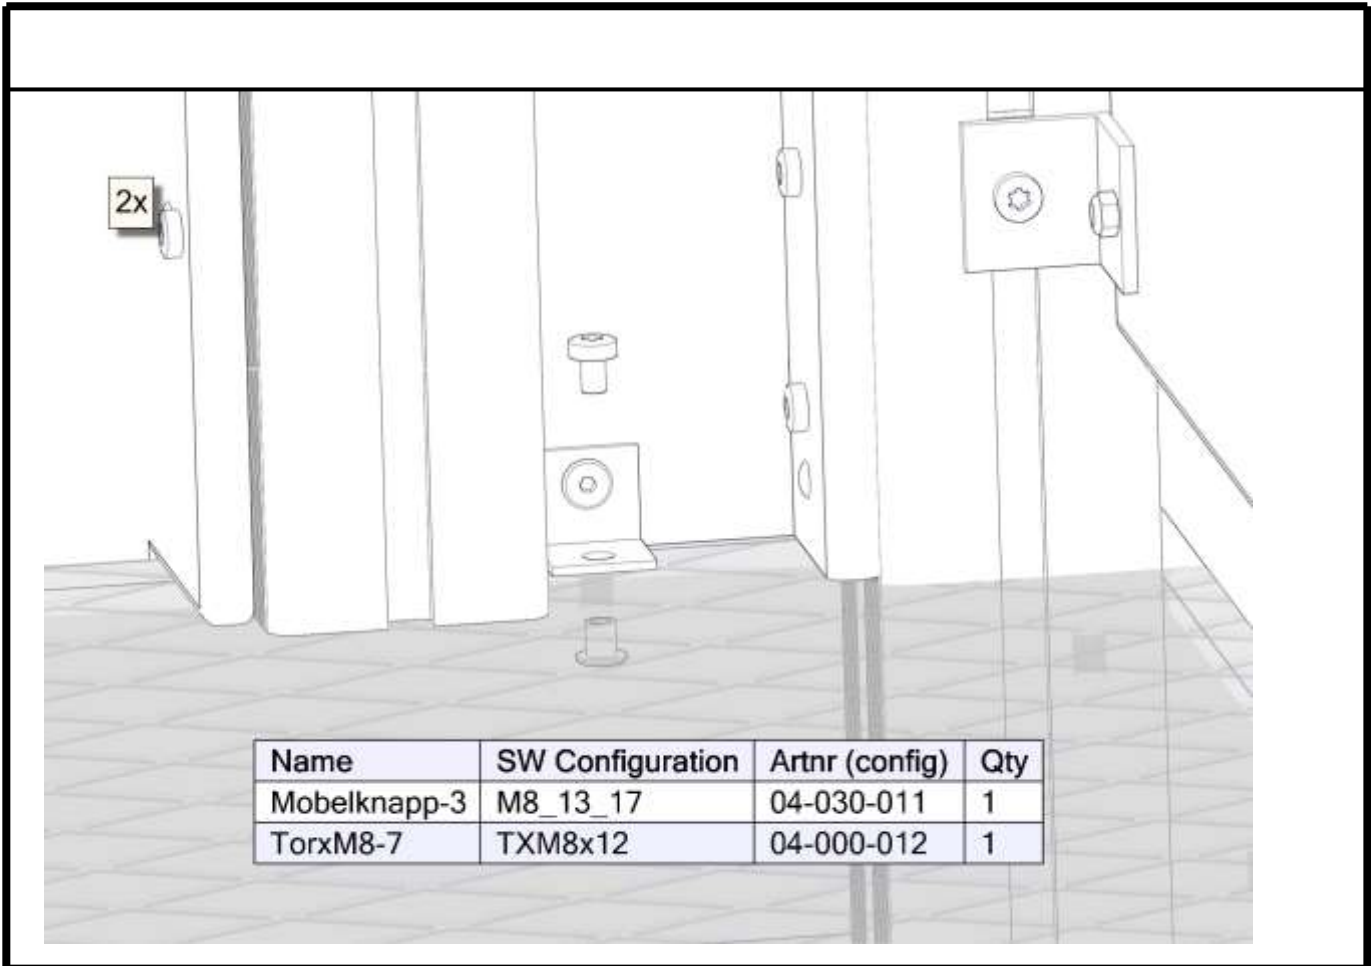 2x
Name SW Configuration Artnr (config) Qty
Mobelknapp-3 M8_13_17 04-030-011 1
TorxM8-7 TXM8x12 04-000-012 1